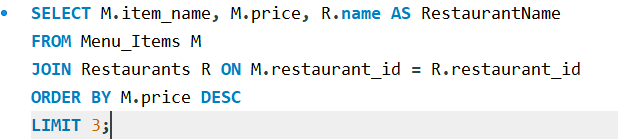 SELECT M.item_name, M.price, R.name AS RestaurantName
FROM Menu_Items M
JOIN Restaurants R ON M.restaurant_id = R.restaurant_id
ORDER BY M.price DESC
LIMIT 3;